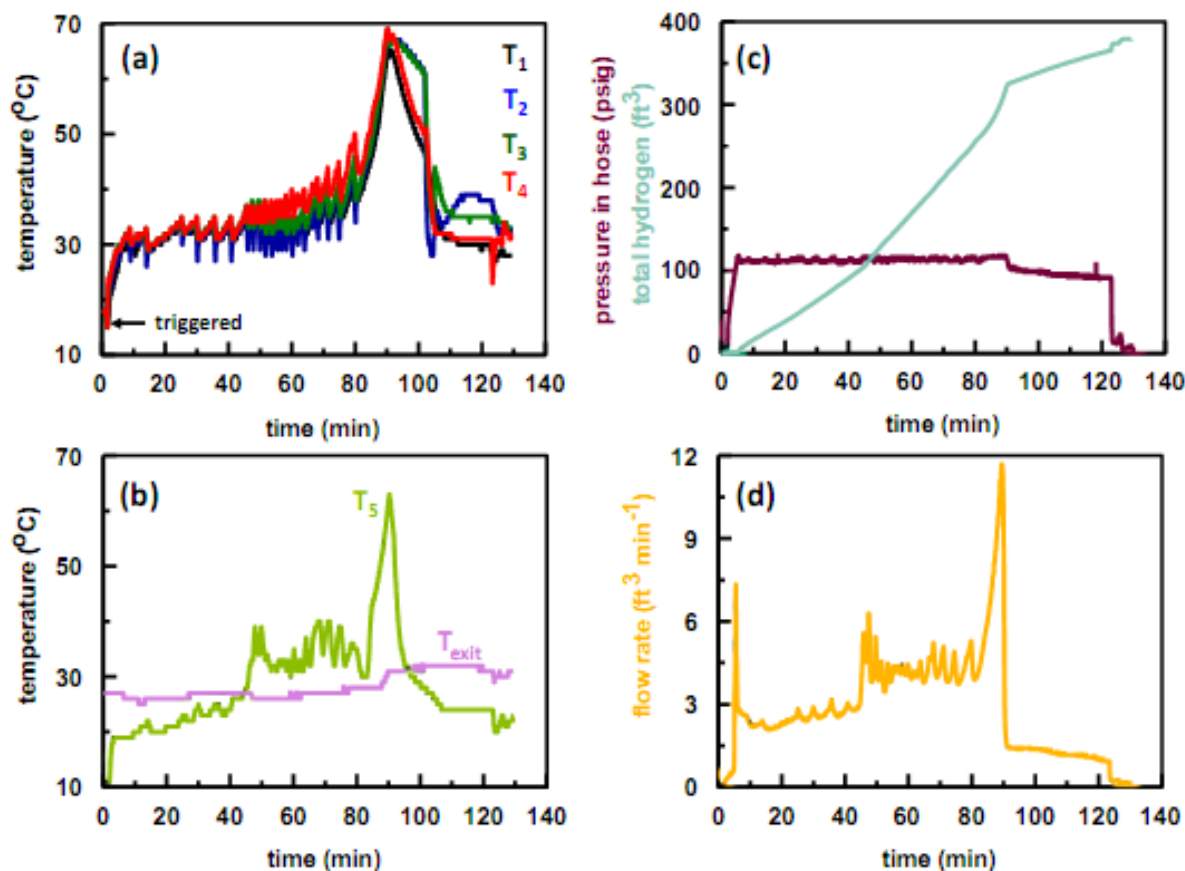 (a)
T1
T2
T3
T4
triggered
temperature (°C)
70
50
30
10
0 20 40 60 80 100 120 140
time (min)
(c)
pressure in hose (psig)
total hydrogen (ft³)
400
300
200
100
0
0 20 40 60 80 100 120 140
time (min)
(b)
T5
Texit
temperature (°C)
70
50
30
10
0 20 40 60 80 100 120 140
time (min)
(d)
flow rate (ft³ min⁻¹)
12
9
6
3
0
0 20 40 60 80 100 120 140
time (min)